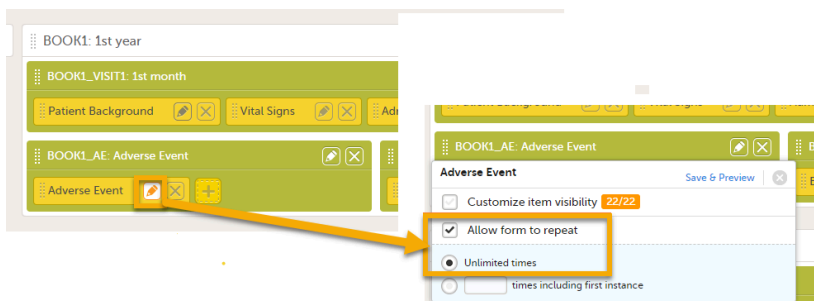 BOOK1: 1st year
BOOK1_VISIT1: 1st month
Patient Background
Vital Signs
BOOK1_AE: Adverse Event
Adverse Event
BOOK1_AE: Adverse Event
Adverse Event
Save & Preview
Customize item visibility 22/22
Allow form to repeat
Unlimited times
times including first instance